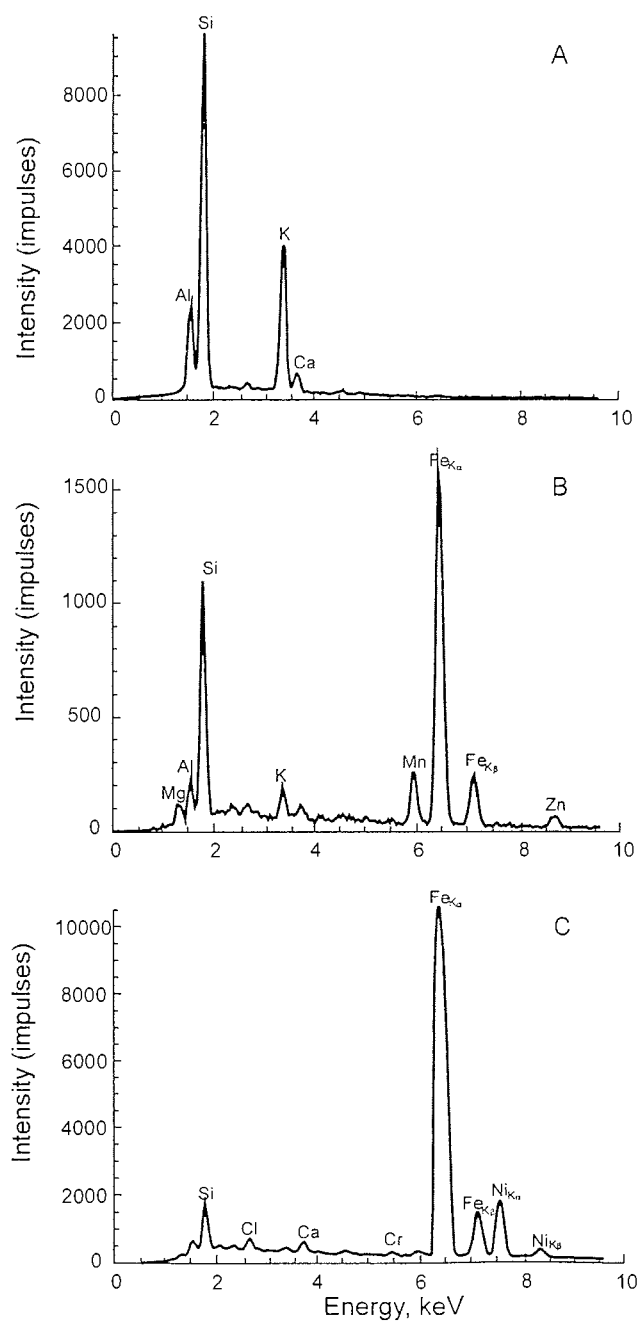 Si
A
8000
6000
K
4000
Al
2000
Ca
0
0 2 4 6 8 10
Intensity (impulses)
FeKα
B
1500
Si
1000
500
A
Mg
K
Mn
FeKβ
Zn
0
0 2 4 6 8 10
Intensity (impulses)
FeKα
C
10000
8000
6000
4000
2000
Si
Cl
Ca
Cr
FeKβ
NiKα
NiKβ
0
0 2 4 6 8 10
Intensity (impulses)
Energy, keV